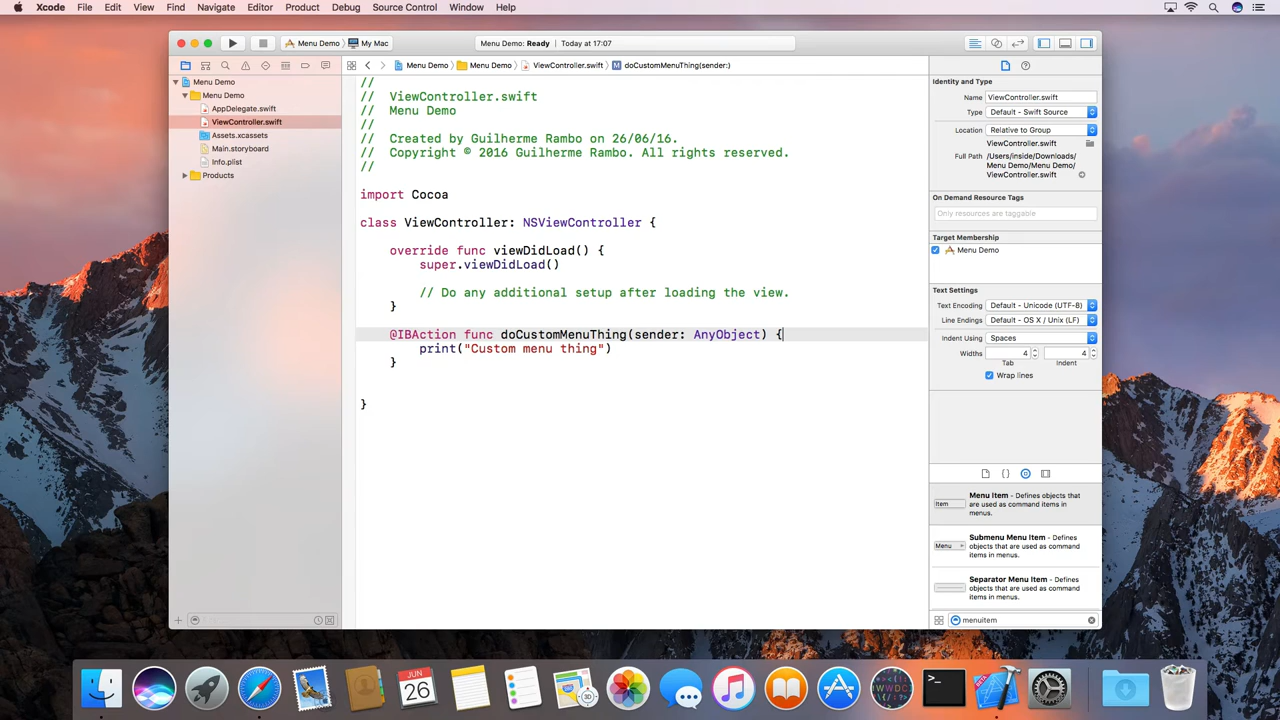 Xcode File Edit View Find Navigate Editor Product Debug Source Control Window Help
Menu Demo My Mac
Menu Demo: Ready Today at 17:07
Menu Demo Menu Demo ViewController.swift M doCustomMenuThing(sender:)
Menu Demo
Menu Demo
AppDelegate.swift
ViewController.swift
Assets.xcassets
Main.storyboard
Info.plist
Products
//
// ViewController.swift
// Menu Demo
//
// Created by Guilherme Rambo on 26/06/16.
// Copyright © 2016 Guilherme Rambo. All rights reserved.
//
import Cocoa
class ViewController: NSViewController {
override func viewDidLoad() {
super.viewDidLoad()
// Do any additional setup after loading the view.
}
@IBAction func doCustomMenuThing(sender: AnyObject) {
print("Custom menu thing")
}
}
Identity and Type
Name ViewController.swift
Type Default - Swift Source
Location Relative to Group
ViewController.swift
Full Path /Users/inside/Downloads/
Menu Demo/Menu Demo/
ViewController.swift
On Demand Resource Tags
Only resources are taggable
Target Membership
Menu Demo
Text Settings
Text Encoding Default - Unicode (UTF-8)
Line Endings Default - OS X / Unix (LF)
Indent Using Spaces
Widths 4 4
Tab Indent
Wrap lines
Item
Menu Item - Defines objects that
are used as command items in
menus.
Menu
Submenu Menu Item - Defines
objects that are used as command
items in menus.
Separator Menu Item - Defines
objects that are used as command
items in menus.
menuitem
JUN
26
3D
WWDC